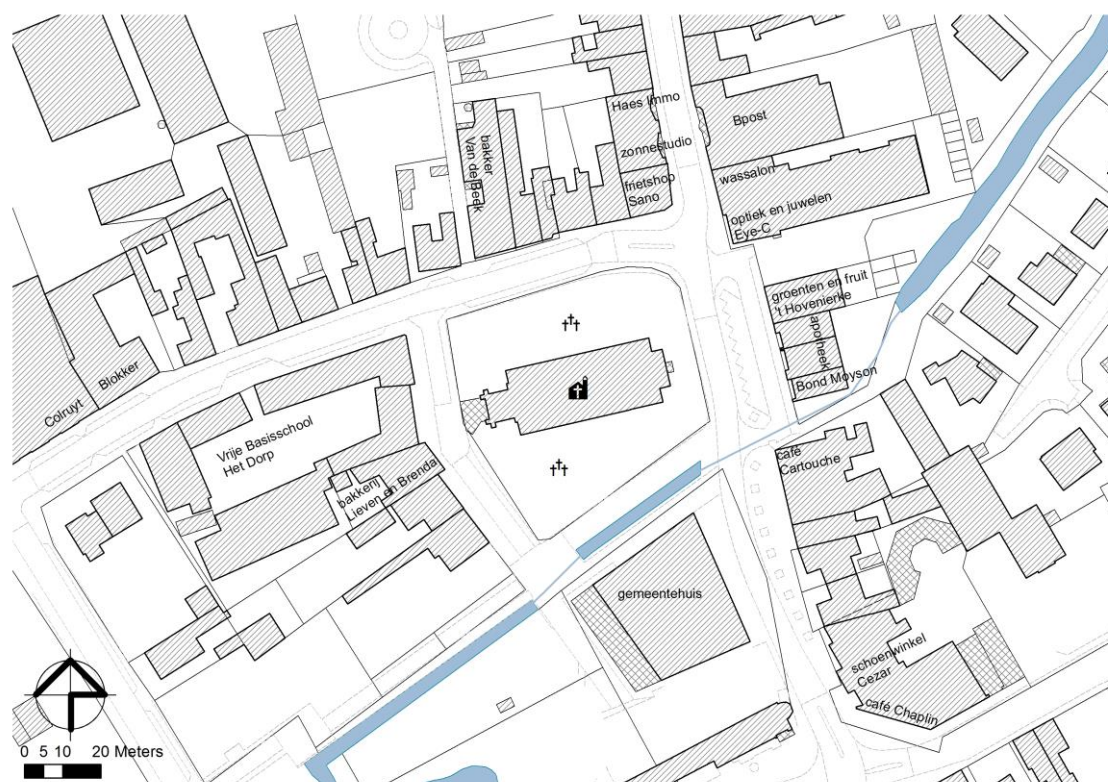 Haes Immo
Bpost
bakker
Van de Beek
zonnestudio
wassalon
frietshop
Sano
optiek en juwelen
Eye-C
groenten en fruit
't Hovenierke
apotheek
Bond Moyson
Blokker
Colruyt
Vrije Basisschool
Het Dorp
bakkerij
Lieven en Brenda
café
Cartouche
gemeentehuis
schoenwinkel
Cezar
café Chaplin
0 5 10 20 Meters